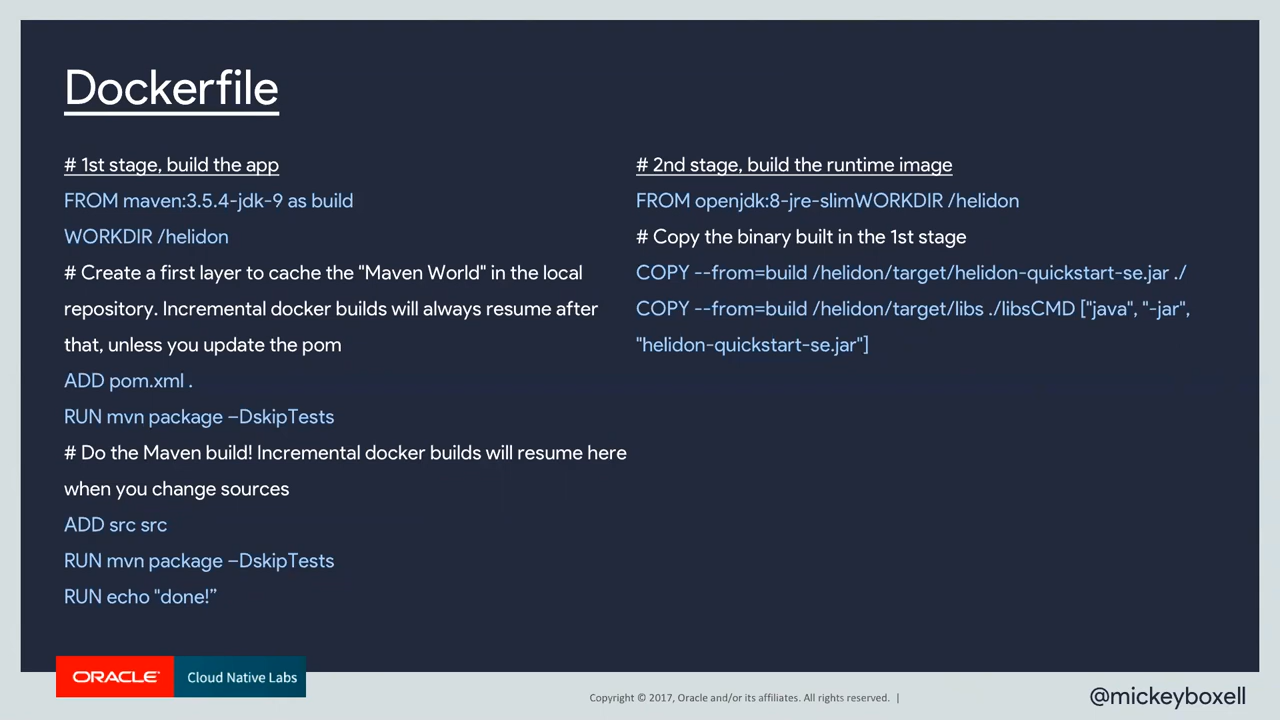 Dockerfile
# 1st stage, build the app
FROM maven:3.5.4-jdk-9 as build
WORKDIR /helidon
# Create a first layer to cache the "Maven World" in the local
repository. Incremental docker builds will always resume after
that, unless you update the pom
ADD pom.xml .
RUN mvn package –DskipTests
# Do the Maven build! Incremental docker builds will resume here
when you change sources
ADD src src
RUN mvn package –DskipTests
RUN echo "done!”
# 2nd stage, build the runtime image
FROM openjdk:8-jre-slimWORKDIR /helidon
# Copy the binary built in the 1st stage
COPY --from=build /helidon/target/helidon-quickstart-se.jar ./
COPY --from=build /helidon/target/libs ./libsCMD ["java", "-jar",
"helidon-quickstart-se.jar"]
ORACLE Cloud Native Labs
Copyright © 2017, Oracle and/or its affiliates. All rights reserved. |
@mickeyboxell